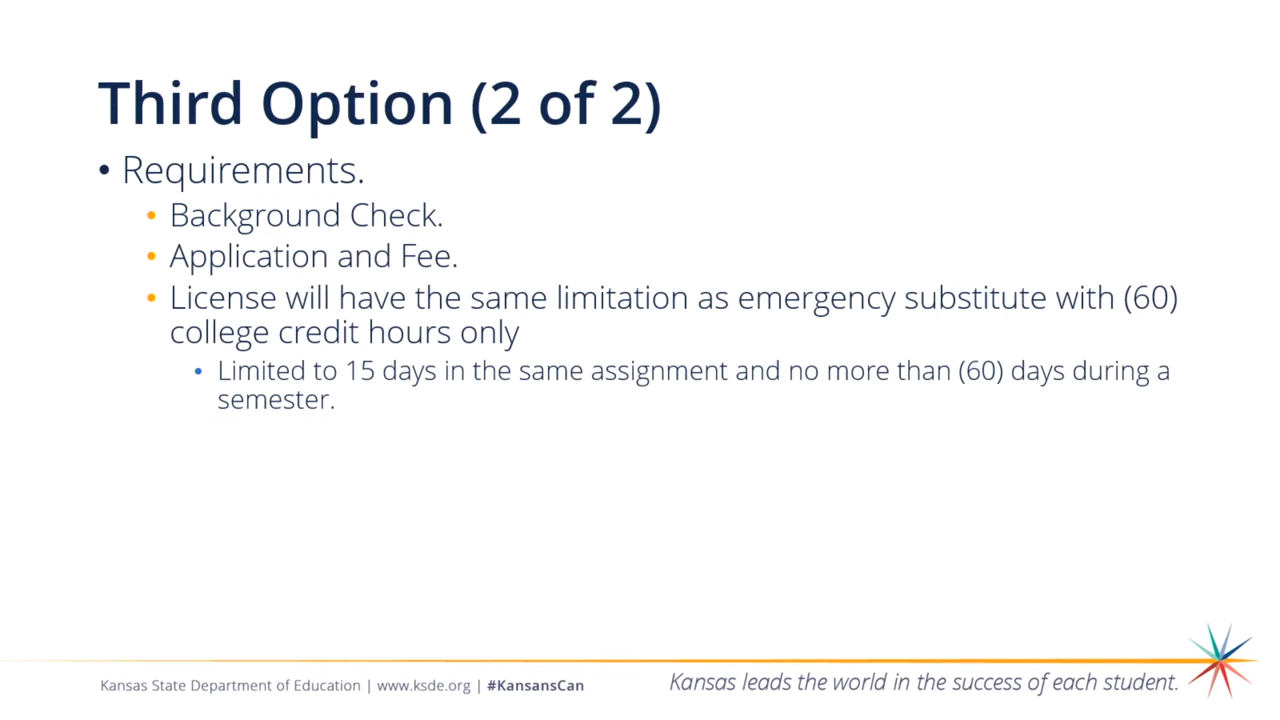 Third Option (2 of 2)
• Requirements.
• Background Check.
• Application and Fee.
• License will have the same limitation as emergency substitute with (60)
college credit hours only
• Limited to 15 days in the same assignment and no more than (60) days during a
semester.
Kansas State Department of Education | www.ksde.org | #KansansCan
Kansas leads the world in the success of each student.